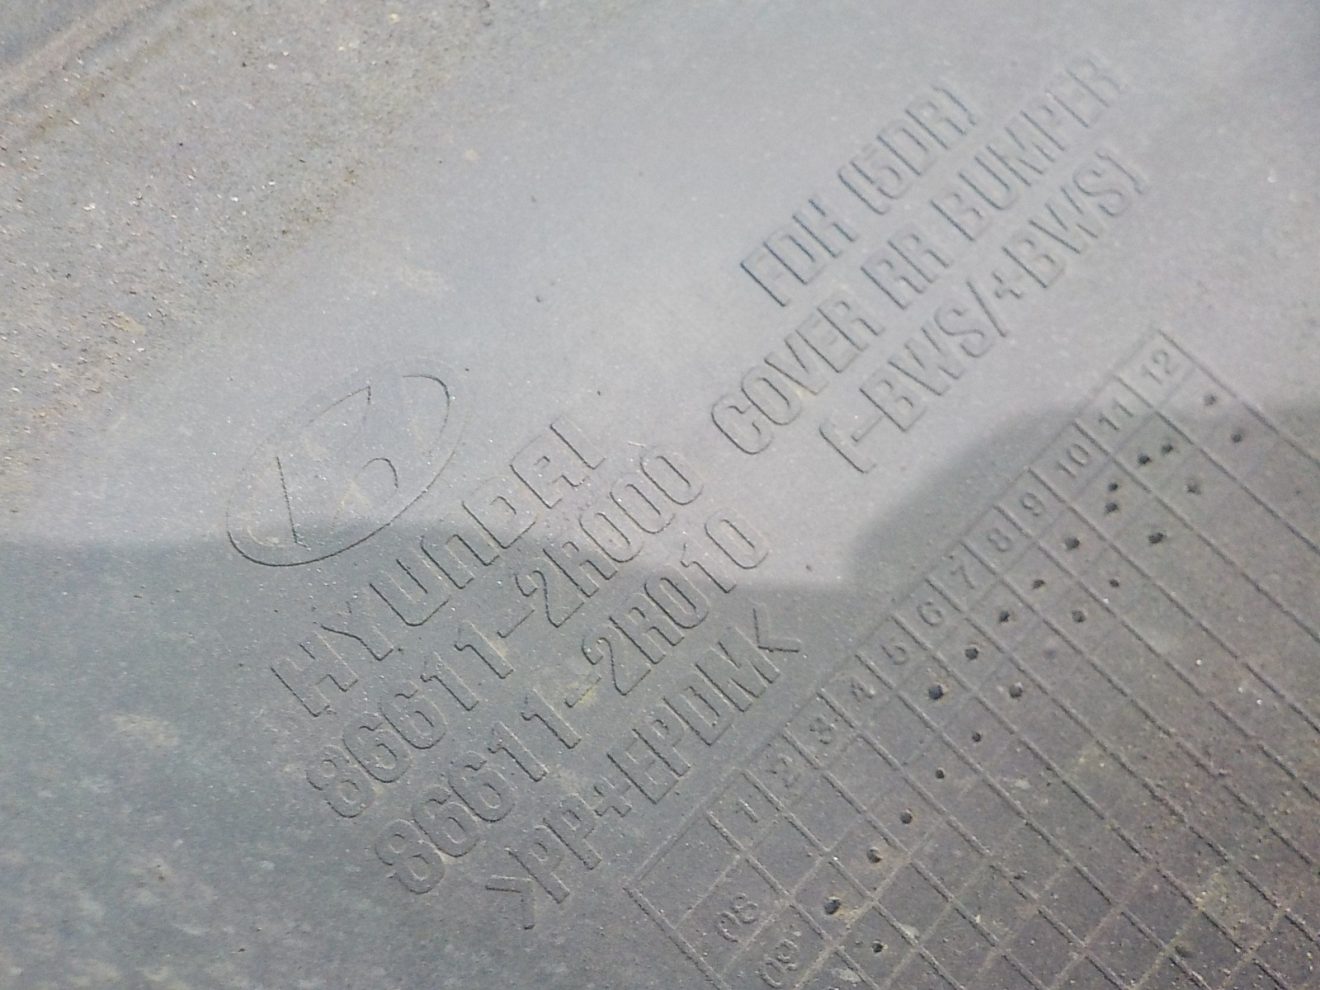 HYUNDAI
86611-2R000 COVER RR BUMPER
86611-2R010 (-BWS/+BWS)
>PP+EPDM<
FDH (5DR)
1 2 3 4 5 6 7 8 9 10 11 12
08
09